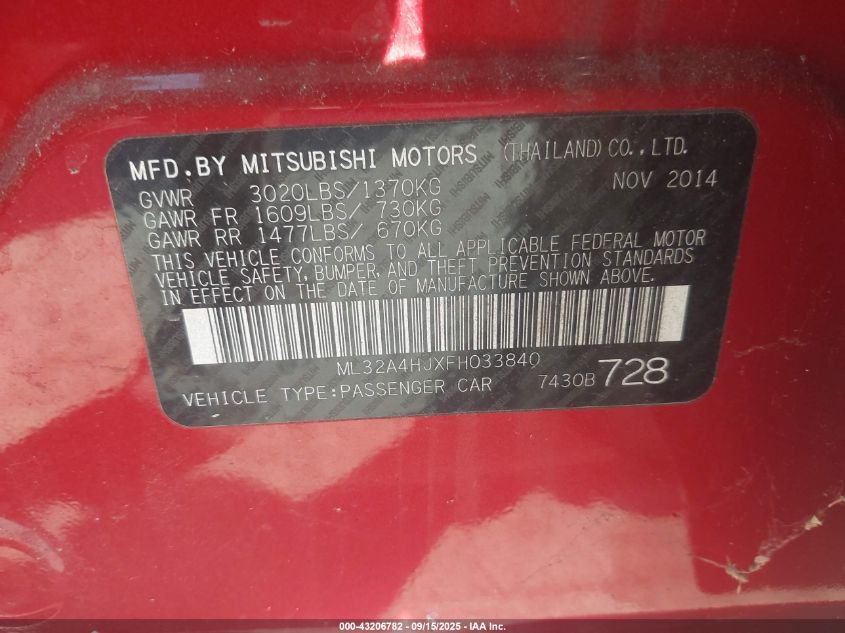 MFD.BY MITSUBISHI MOTORS (THAILAND) CO.,LTD.
GVWR 3020LBS/1370KG NOV 2014
GAWR FR 1609LBS/ 730KG
GAWR RR 1477LBS/ 670KG
THIS VEHICLE CONFORMS TO ALL APPLICABLE FEDERAL MOTOR
VEHICLE SAFETY, BUMPER, AND THEFT PREVENTION STANDARDS
IN EFFECT ON THE DATE OF MANUFACTURE SHOWN ABOVE.
ML32A4HJXFH033840
VEHICLE TYPE:PASSENGER CAR 7430B 728
000-43206782 - 09/15/2025 - IAA Inc.